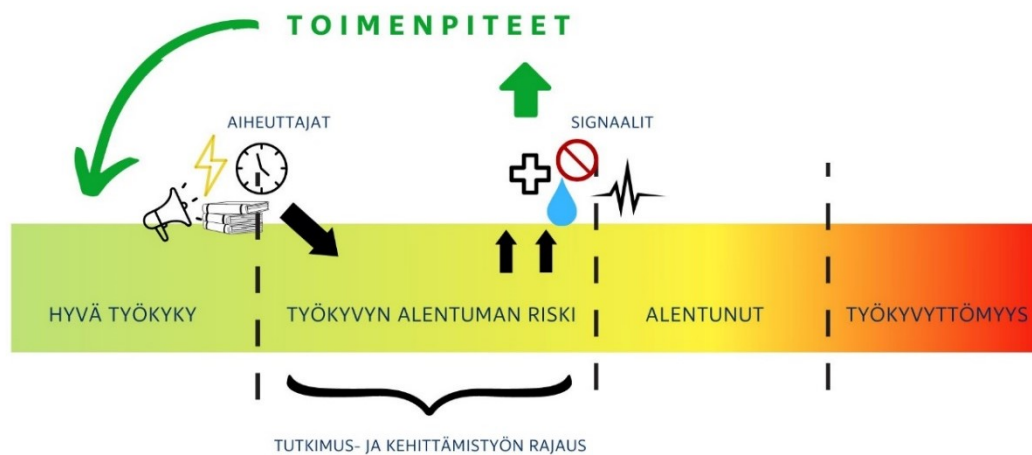 TOIMENPITEET
AIHEUTTAJAT
SIGNAALIT
HYVÄ TYÖKYKY
TYÖKYVYN ALENTUMAN RISKI
ALENTUNUT
TYÖKYVYTTÖMYYS
TUTKIMUS- JA KEHITTÄMISTYÖN RAJAUS